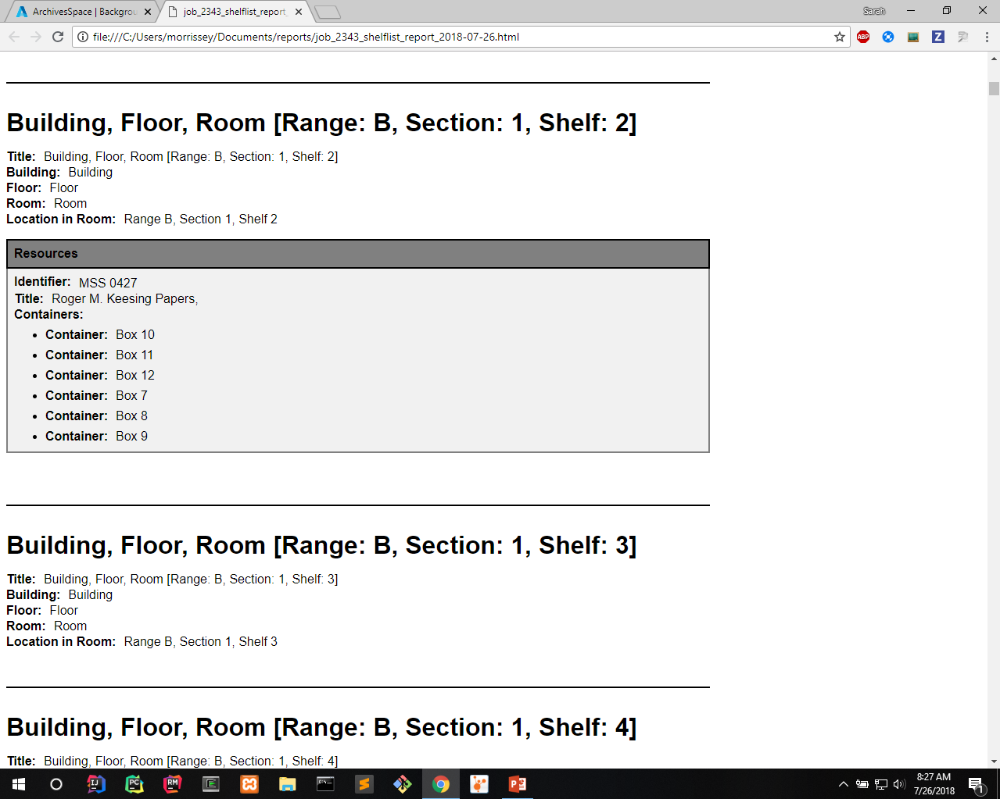 ArchivesSpace | Backgrou
job_2343_shelflist_report_
Sarah
file:///C:/Users/morrissey/Documents/reports/job_2343_shelflist_report_2018-07-26.html
ABP
Z
Building, Floor, Room [Range: B, Section: 1, Shelf: 2]
Title: Building, Floor, Room [Range: B, Section: 1, Shelf: 2]
Building: Building
Floor: Floor
Room: Room
Location in Room: Range B, Section 1, Shelf 2
Resources
Identifier: MSS 0427
Title: Roger M. Keesing Papers,
Containers:
• Container: Box 10
• Container: Box 11
• Container: Box 12
• Container: Box 7
• Container: Box 8
• Container: Box 9
Building, Floor, Room [Range: B, Section: 1, Shelf: 3]
Title: Building, Floor, Room [Range: B, Section: 1, Shelf: 3]
Building: Building
Floor: Floor
Room: Room
Location in Room: Range B, Section 1, Shelf 3
Building, Floor, Room [Range: B, Section: 1, Shelf: 4]
Title: Building, Floor, Room [Range: B, Section: 1, Shelf: 4]
IJ
PC
RM
8:27 AM
7/26/2018
1